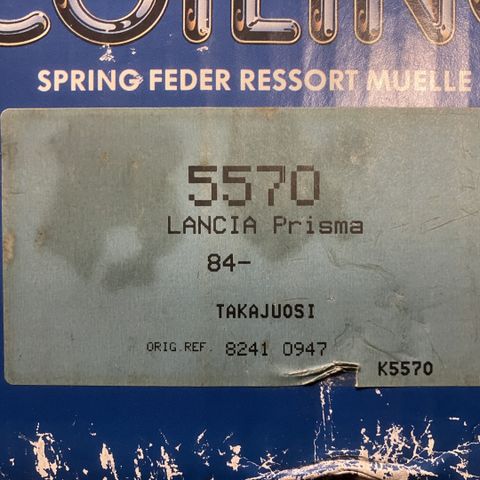 SPRING FEDER RESSORT MUELLE
5570
LANCIA Prisma
84-
TAKAJUOSI
ORIG.REF. 8241 0947
K5570